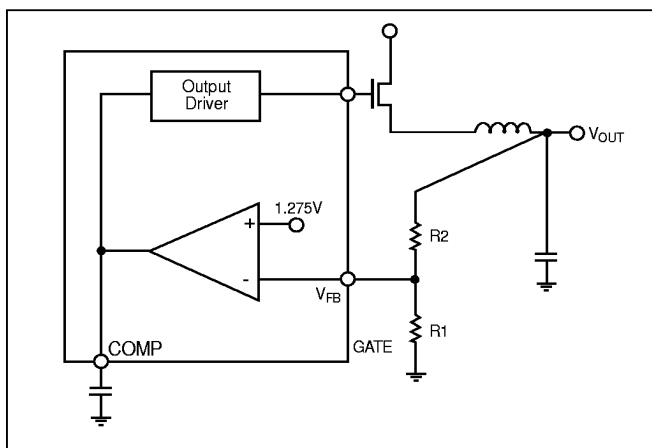 Output
Driver
VOUT
1.275V
+
R2
-
VFB
R1
GATE
COMP